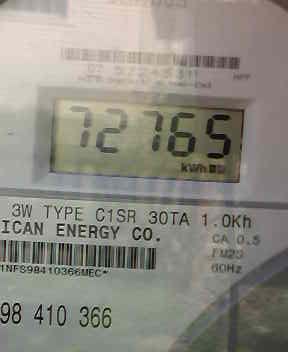 72765
kWh
3W TYPE C1SR 30TA 1.0Kh
ICAN ENERGY CO.
CA 0.5
FM2S
60Hz
1NFS98410366MEC*
98 410 366